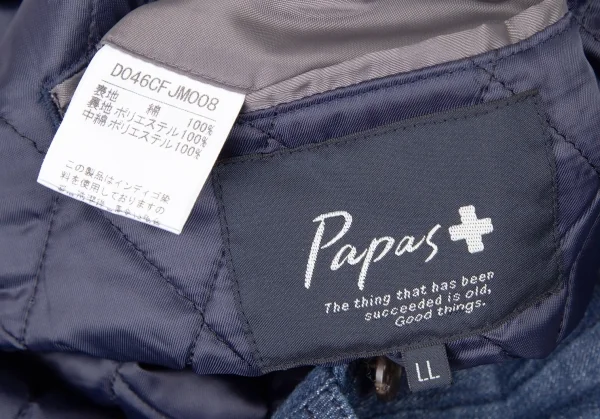 D046CFJM008
表地 綿 100%
裏地 ポリエステル 100%
中綿 ポリエステル 100%
この製品はインディゴ染
料を使用しておりますの
Papas
The thing that has been
succeeded is old,
Good things.
LL